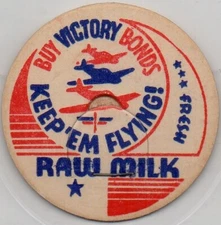 BUY VICTORY BONDS
KEEP 'EM FLYING!
FRESH
RAW MILK